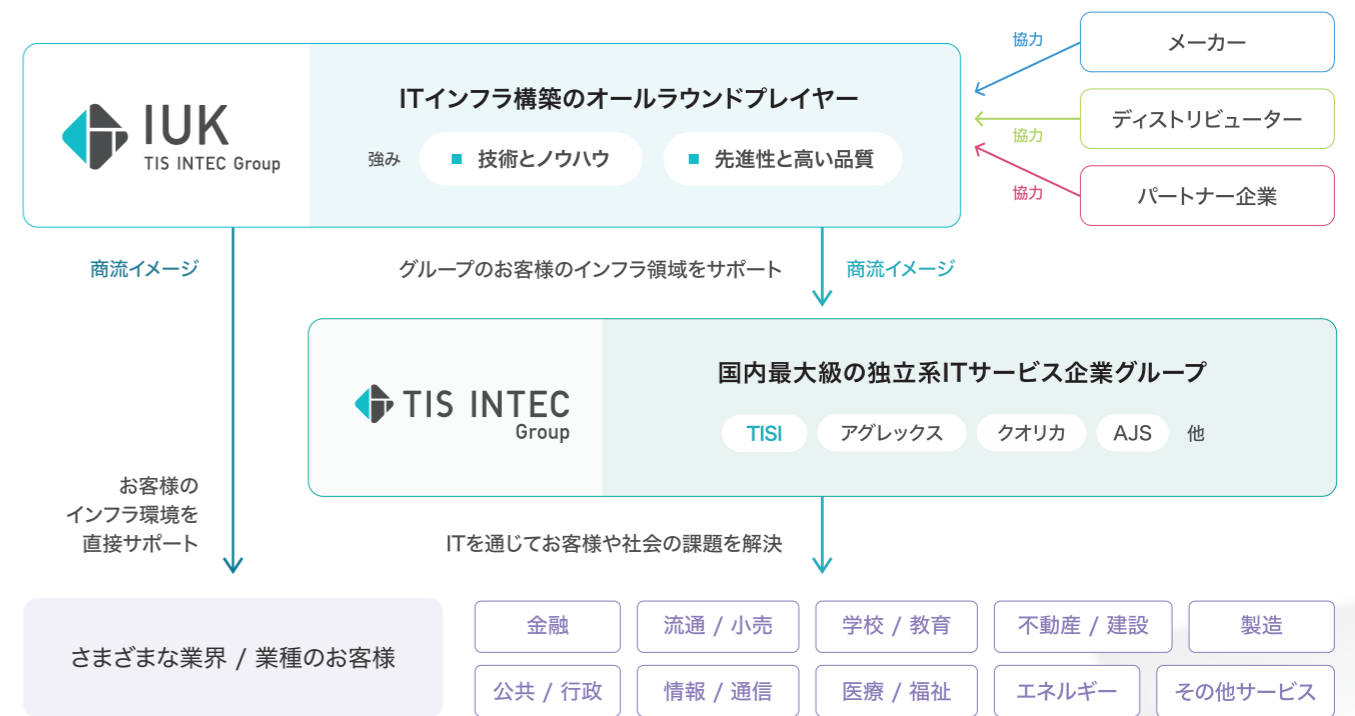 IUK
TIS INTEC Group
ITインフラ構築のオールラウンドプレイヤー
強み
技術とノウハウ
先進性と高い品質
協力
メーカー
協力
ディストリビューター
協力
パートナー企業
商流イメージ
グループのお客様のインフラ領域をサポート
商流イメージ
TIS INTEC
Group
国内最大級の独立系ITサービス企業グループ
TISI
アグレックス
クオリカ
AJS
他
お客様の
インフラ環境を
直接サポート
ITを通じてお客様や社会の課題を解決
さまざまな業界 / 業種のお客様
金融
流通 / 小売
学校 / 教育
不動産 / 建設
製造
公共 / 行政
情報 / 通信
医療 / 福祉
エネルギー
その他サービス